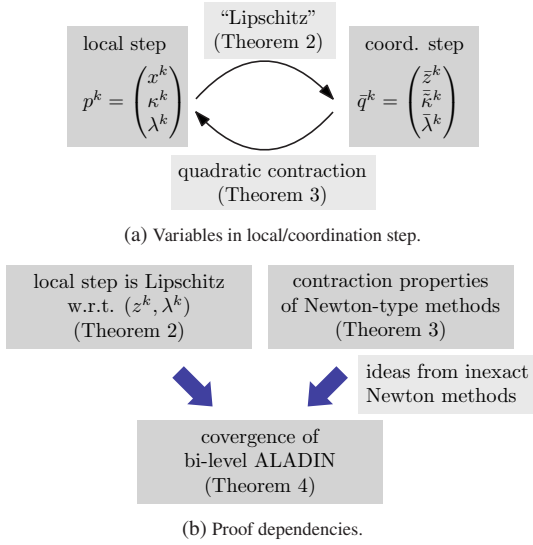 “Lipschitz”
(Theorem 2)
local step
p^k = (x^k κ^k λ^k)
coord. step
q̄^k = (z̄^k κ̿^k λ̄^k)
quadratic contraction
(Theorem 3)
(a) Variables in local/coordination step.
local step is Lipschitz
w.r.t. (z^k, λ^k)
(Theorem 2)
contraction properties
of Newton-type methods
(Theorem 3)
ideas from inexact
Newton methods
covergence of
bi-level ALADIN
(Theorem 4)
(b) Proof dependencies.